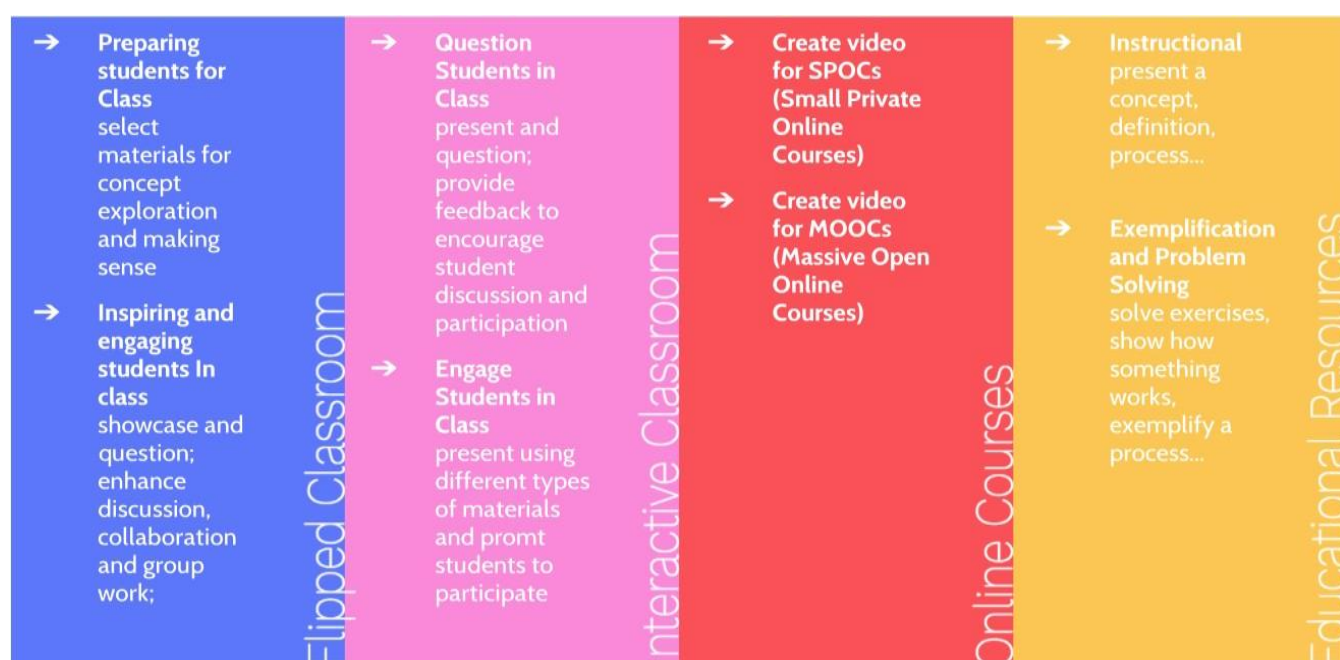 → Preparing
students for
Class
select
materials for
concept
exploration
and making
sense
→ Inspiring and
engaging
students In
class
showcase and
question;
enhance
discussion,
collaboration
and group
work;
Flipped Classroom
→ Question
Students in
Class
present and
question;
provide
feedback to
encourage
student
discussion and
participation
→ Engage
Students in
Class
present using
different types
of materials
and promt
students to
participate
nteractive Classroom
→ Create video
for SPOCs
(Small Private
Online
Courses)
→ Create video
for MOOCs
(Massive Open
Online
Courses)
Online Courses
→ Instructional
present a
concept,
definition,
process...
→ Exemplification
and Problem
Solving
solve exercises,
show how
something
works,
exemplify a
process...
Educational Resources